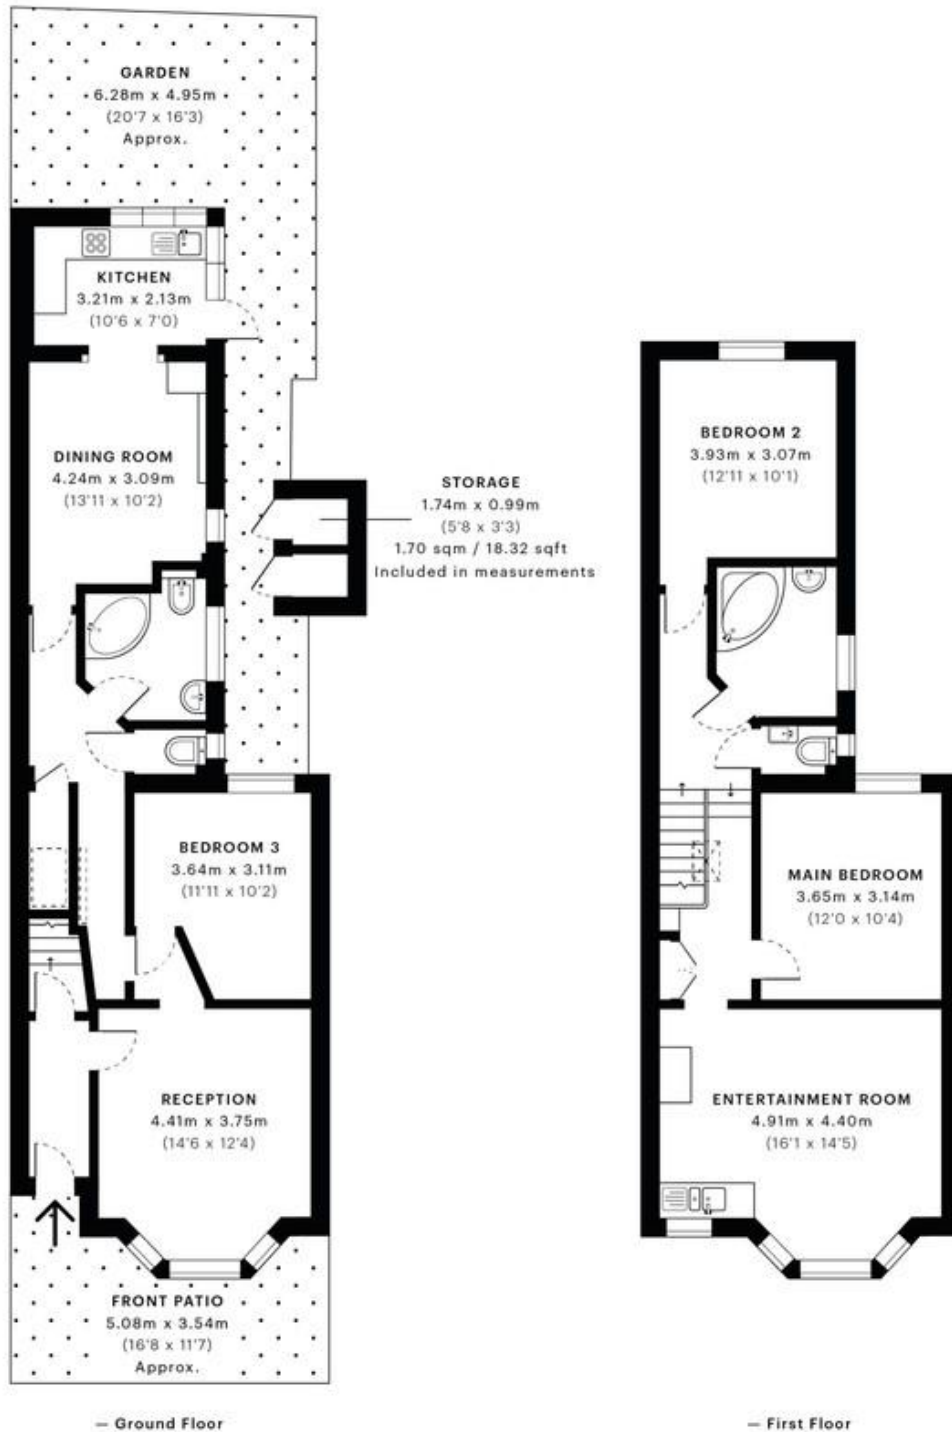 GARDEN
6.28m x 4.95m
(20'7 x 16'3)
Approx.
KITCHEN
3.21m x 2.13m
(10'6 x 7'0)
DINING ROOM
4.24m x 3.09m
(13'11 x 10'2)
STORAGE
1.74m x 0.99m
(5'8 x 3'3)
1.70 sqm / 18.32 sqft
Included in measurements
BEDROOM 3
3.64m x 3.11m
(11'11 x 10'2)
RECEPTION
4.41m x 3.75m
(14'6 x 12'4)
FRONT PATIO
5.08m x 3.54m
(16'8 x 11'7)
Approx.
— Ground Floor
BEDROOM 2
3.93m x 3.07m
(12'11 x 10'1)
MAIN BEDROOM
3.65m x 3.14m
(12'0 x 10'4)
ENTERTAINMENT ROOM
4.91m x 4.40m
(16'1 x 14'5)
— First Floor